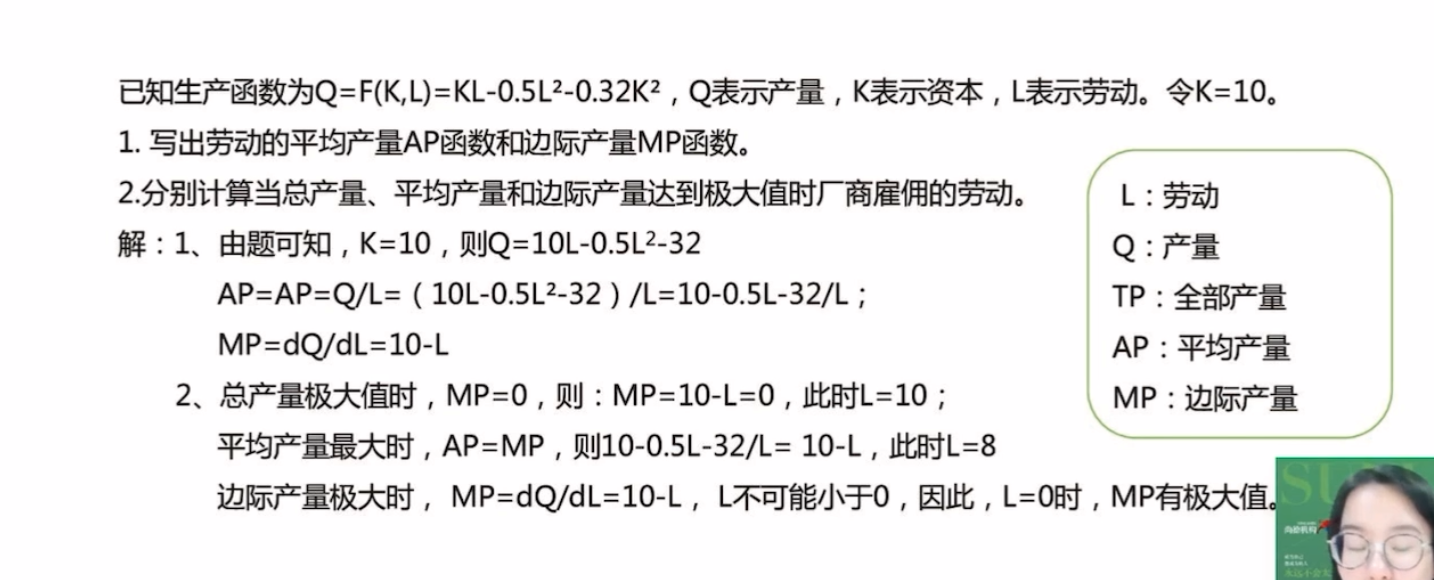 已知生产函数为Q=F(K,L)=KL-0.5L²-0.32K²，Q表示产量，K表示资本，L表示劳动。令K=10。
1. 写出劳动的平均产量AP函数和边际产量MP函数。
2.分别计算当总产量、平均产量和边际产量达到极大值时厂商雇佣的劳动。
解：1、由题可知，K=10，则Q=10L-0.5L²-32
AP=AP=Q/L=（10L-0.5L²-32）/L=10-0.5L-32/L；
MP=dQ/dL=10-L
2、总产量极大值时，MP=0，则：MP=10-L=0，此时L=10；
平均产量最大时，AP=MP，则10-0.5L-32/L= 10-L，此时L=8
边际产量极大时， MP=dQ/dL=10-L， L不可能小于0，因此，L=0时，MP有极大值。
L：劳动
Q：产量
TP：全部产量
AP：平均产量
MP：边际产量
尚德机构